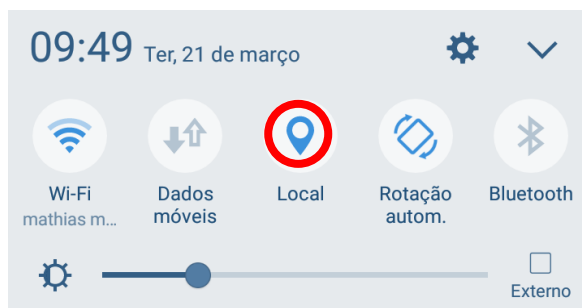 09:49 Ter, 21 de março
Wi-Fi
mathias m...
Dados
móveis
Local
Rotação
autom.
Bluetooth
Externo